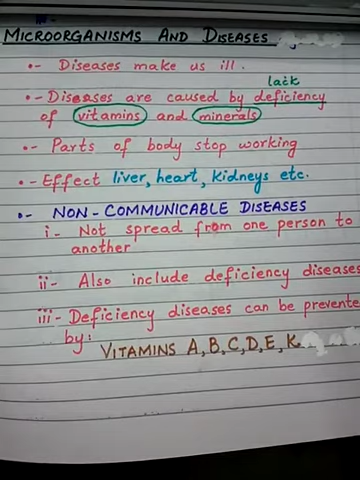 MICROORGANISMS AND DISEASES
•- Diseases make us ill.
lack
•- Diseases are caused by deficiency
of vitamins and minerals
•- Parts of body stop working
•- Effect liver, heart, kidneys etc.
•- NON-COMMUNICABLE DISEASES
i- Not spread from one person to
another
ii- Also include deficiency diseases
iii- Deficiency diseases can be prevente
by:
VITAMINS A, B, C, D, E, K